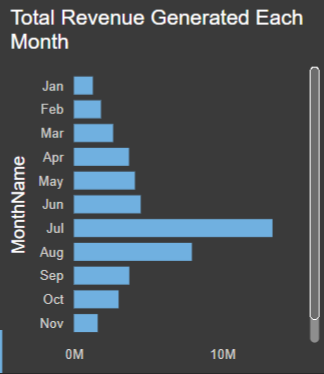 Total Revenue Generated Each
Month
MonthName
Jan
Feb
Mar
Apr
May
Jun
Jul
Aug
Sep
Oct
Nov
0M 10M